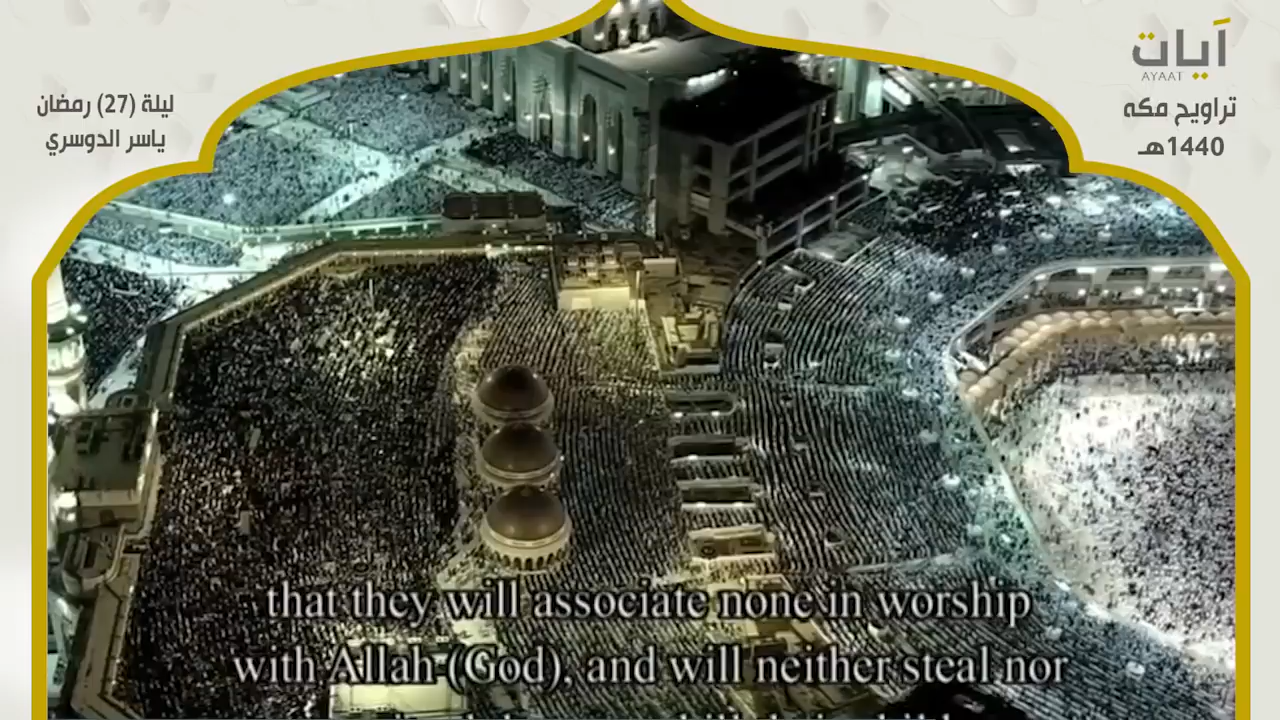 آيات
AYAAT
تراويح مكه
1440هـ
ليلة (27) رمضان
ياسر الدوسري
that they will associate none in worship
with Allah (God), and will neither steal nor